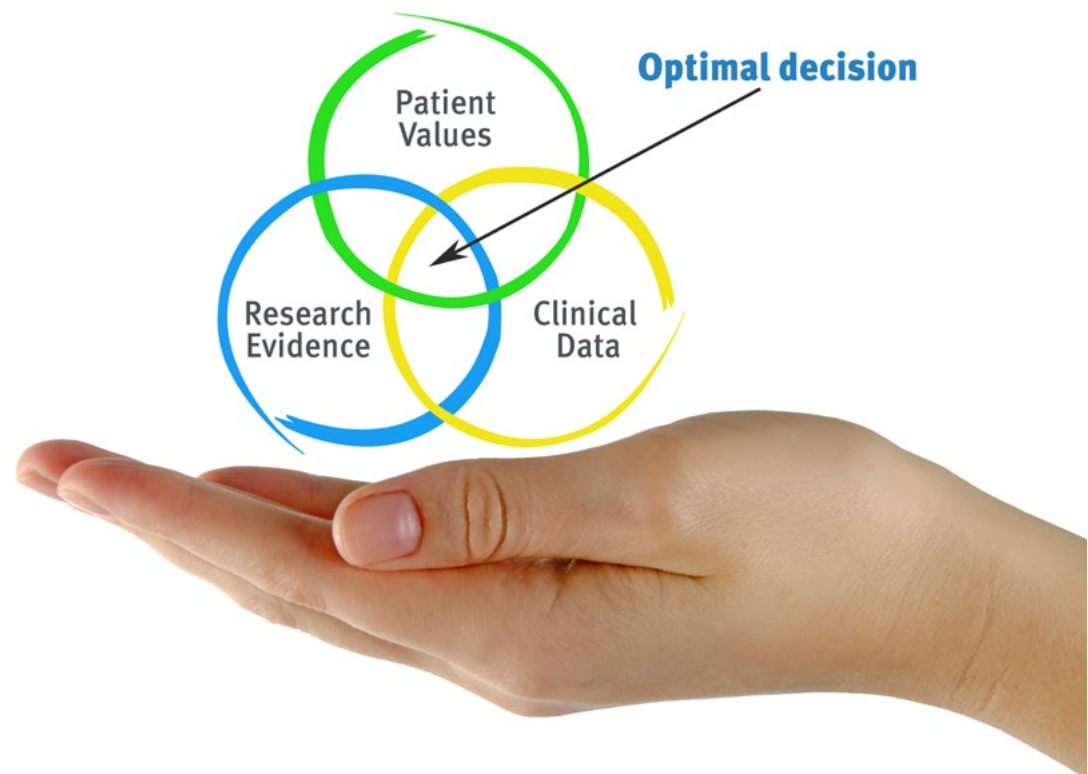 Optimal decision
Patient
Values
Research
Evidence
Clinical
Data